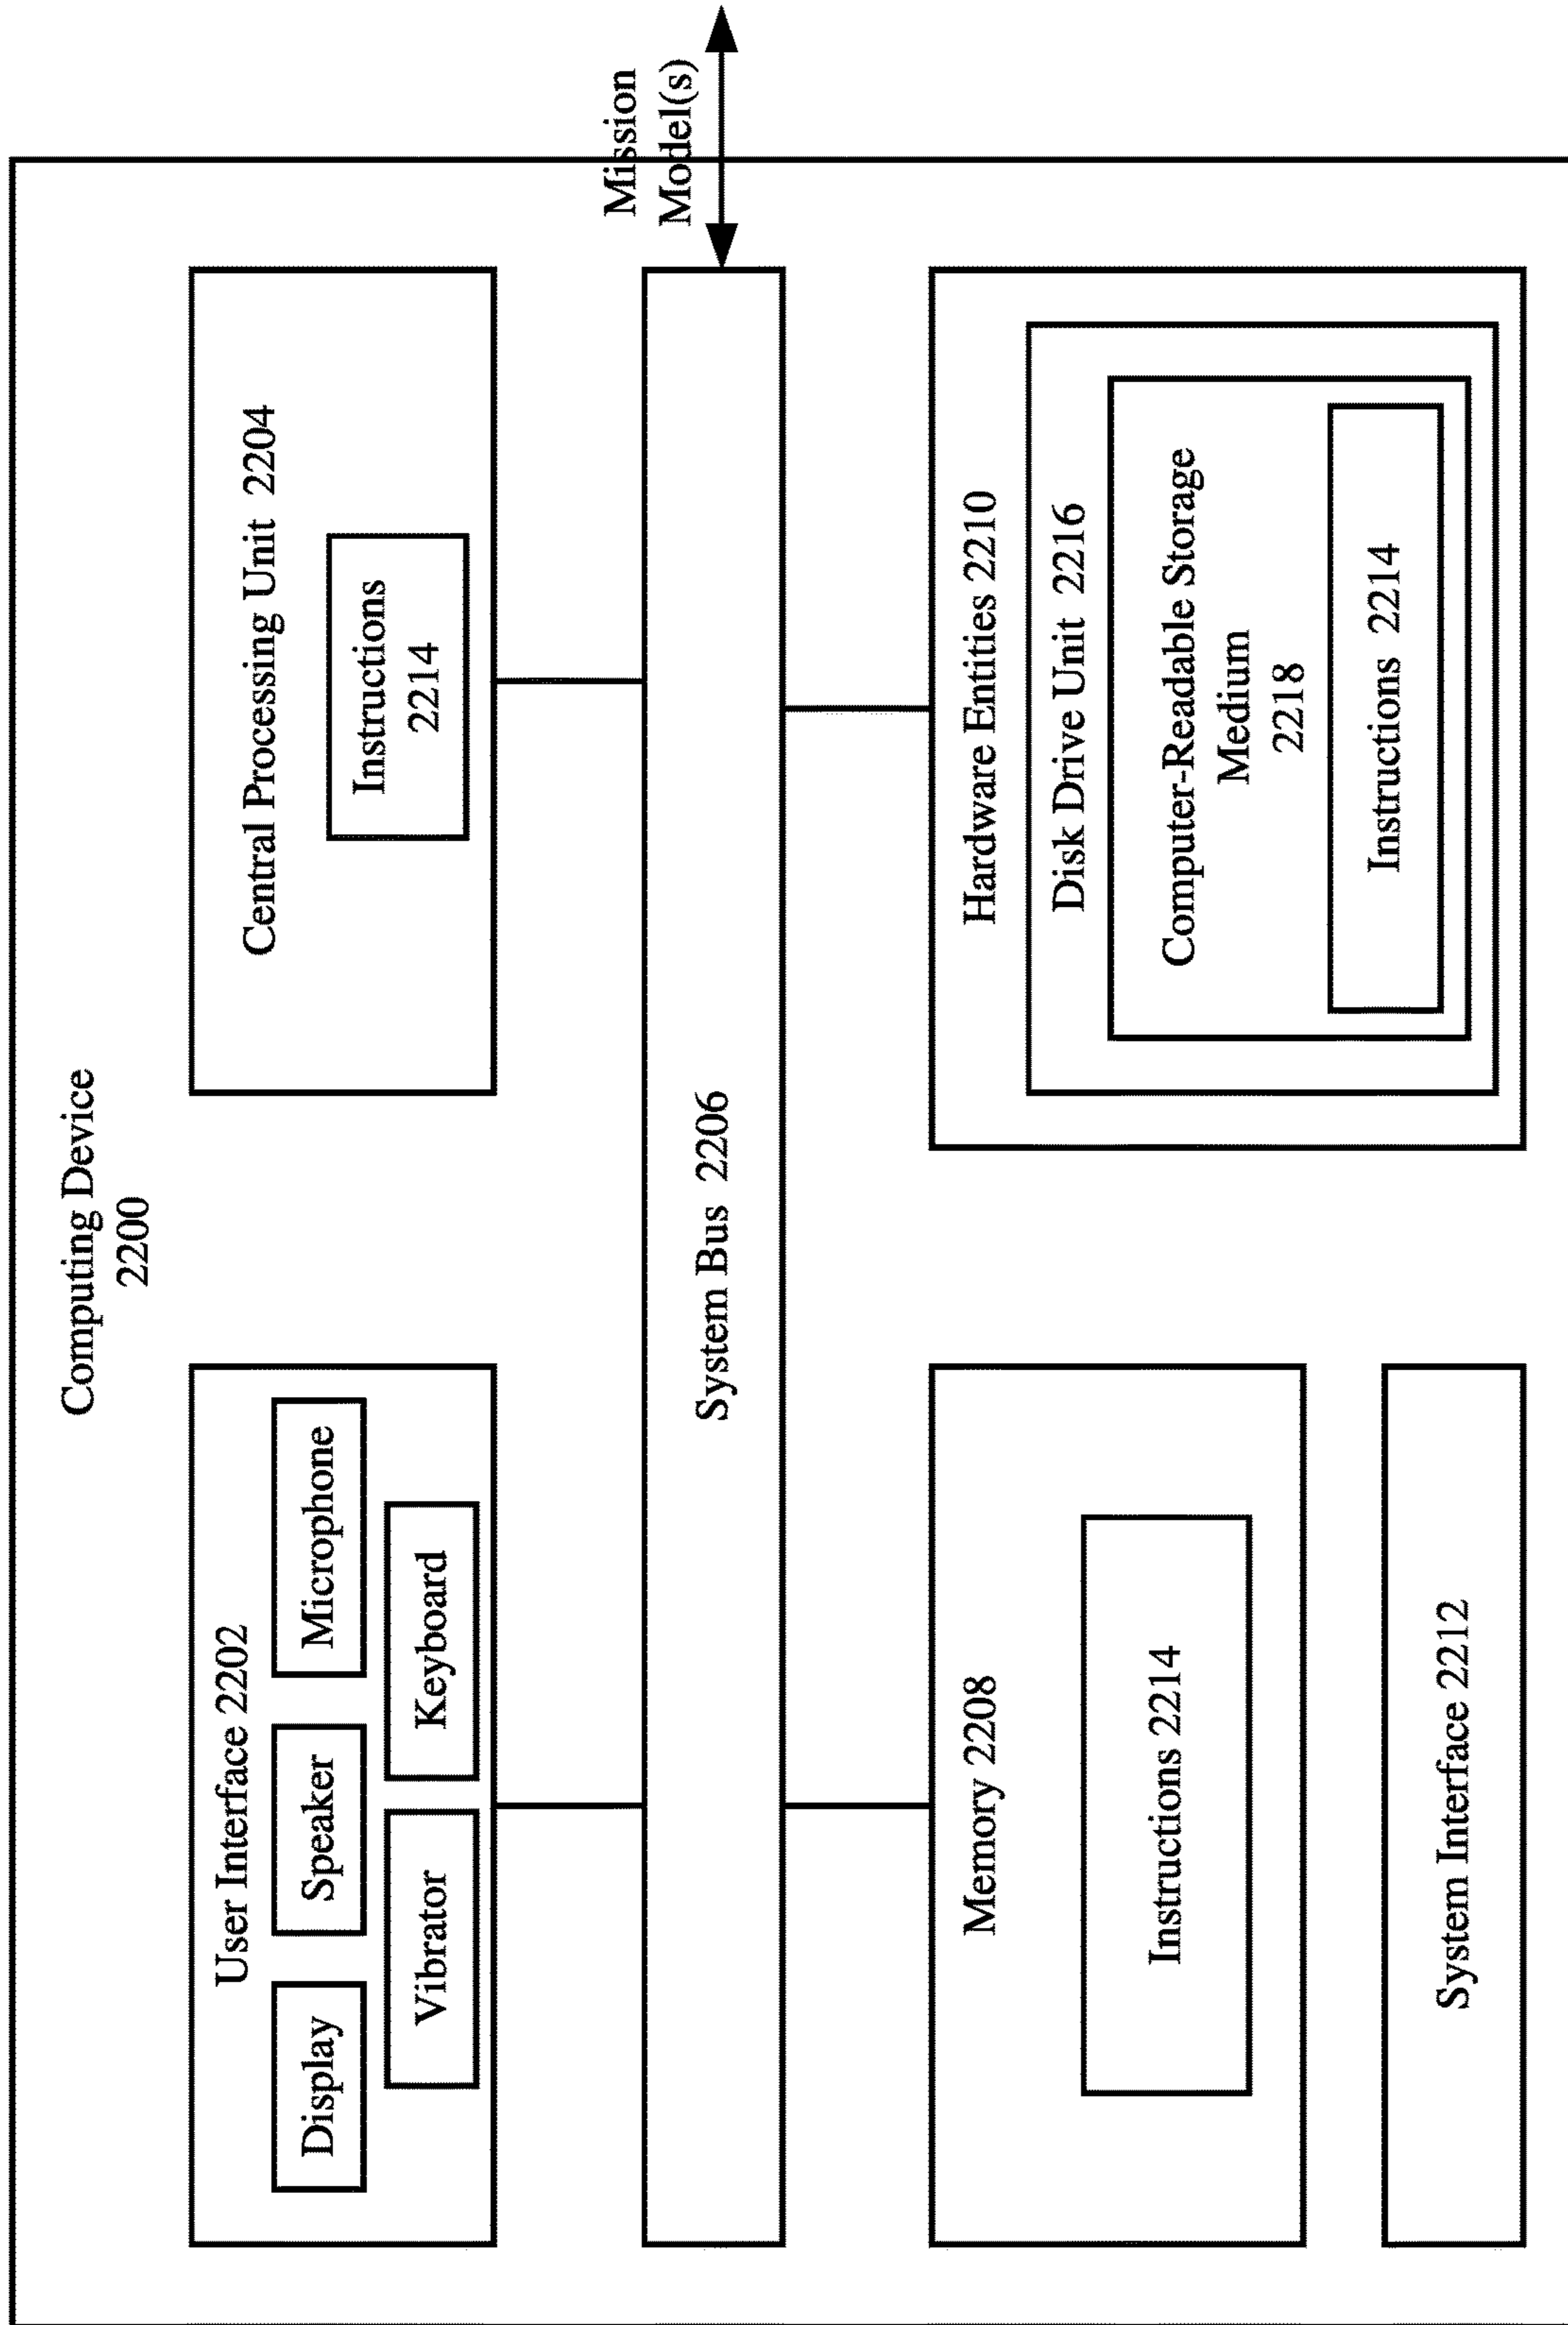 Computing Device
2200
User Interface 2202
Display
Speaker
Microphone
Vibrator
Keyboard
Central Processing Unit 2204
Instructions
2214
System Bus 2206
Mission
Model(s)
Memory 2208
Instructions 2214
System Interface 2212
Hardware Entities 2210
Disk Drive Unit 2216
Computer-Readable Storage
Medium
2218
Instructions 2214